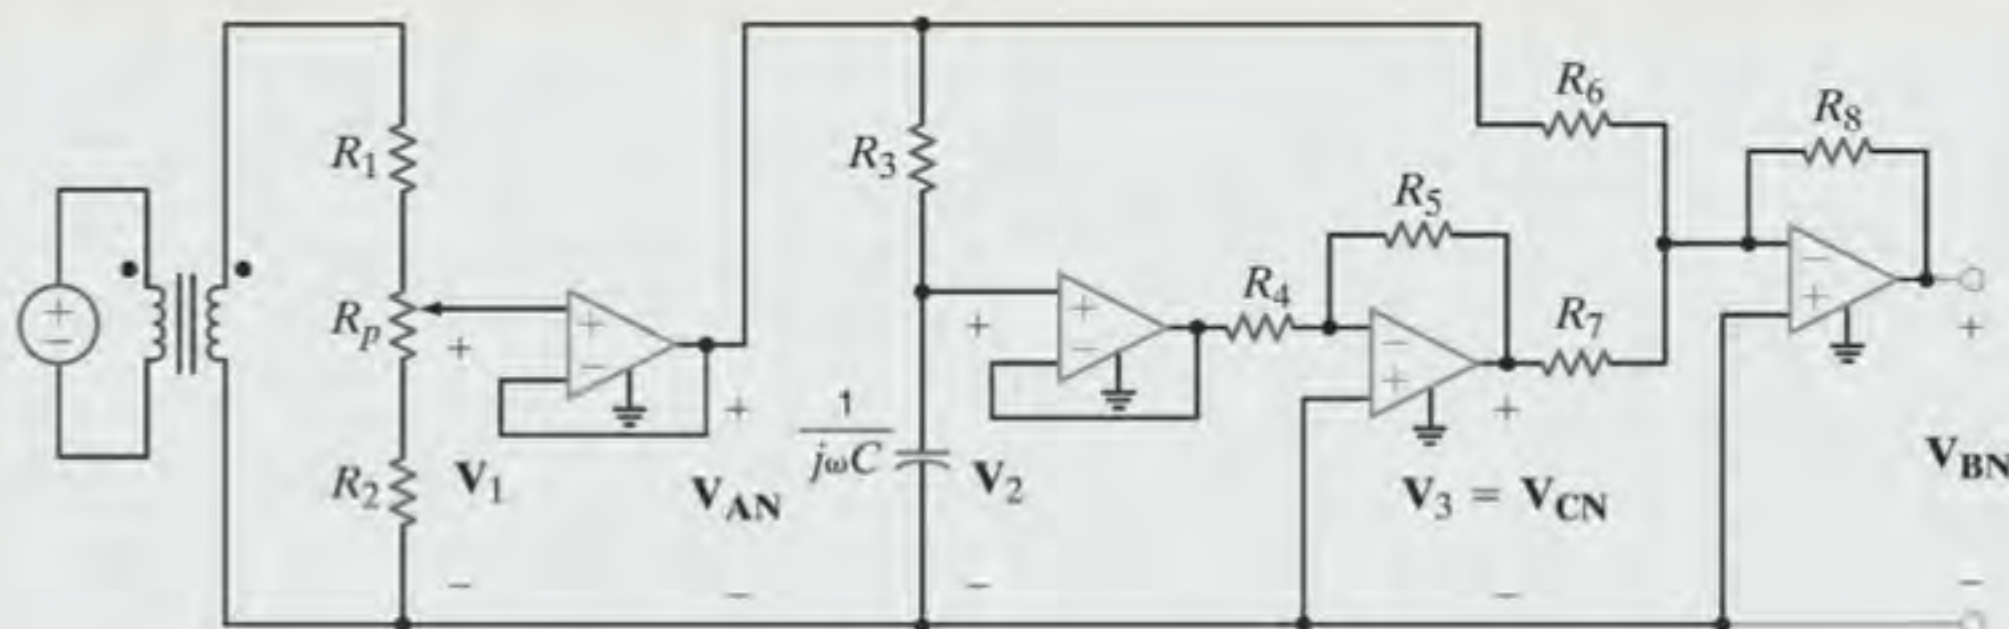 R6
R8
R1
R3
R5
R4
Rp
R7
1
jωC
R2
V1
VAN
V2
V3 = VCN
VBN